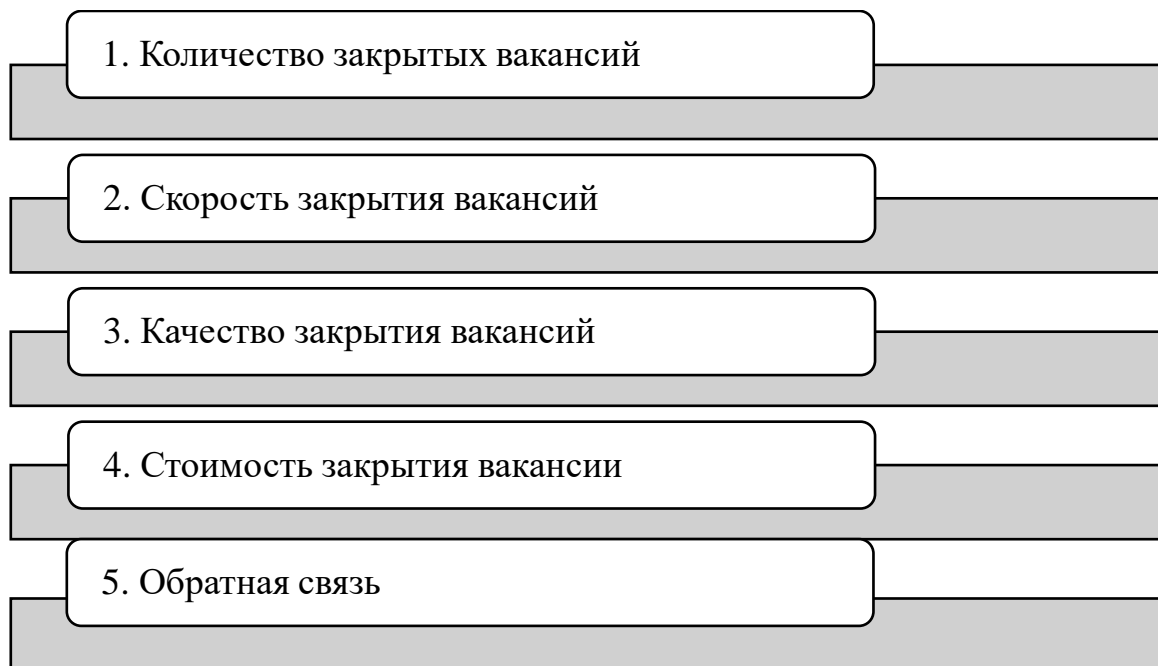 1. Количество закрытых вакансий
2. Скорость закрытия вакансий
3. Качество закрытия вакансий
4. Стоимость закрытия вакансии
5. Обратная связь